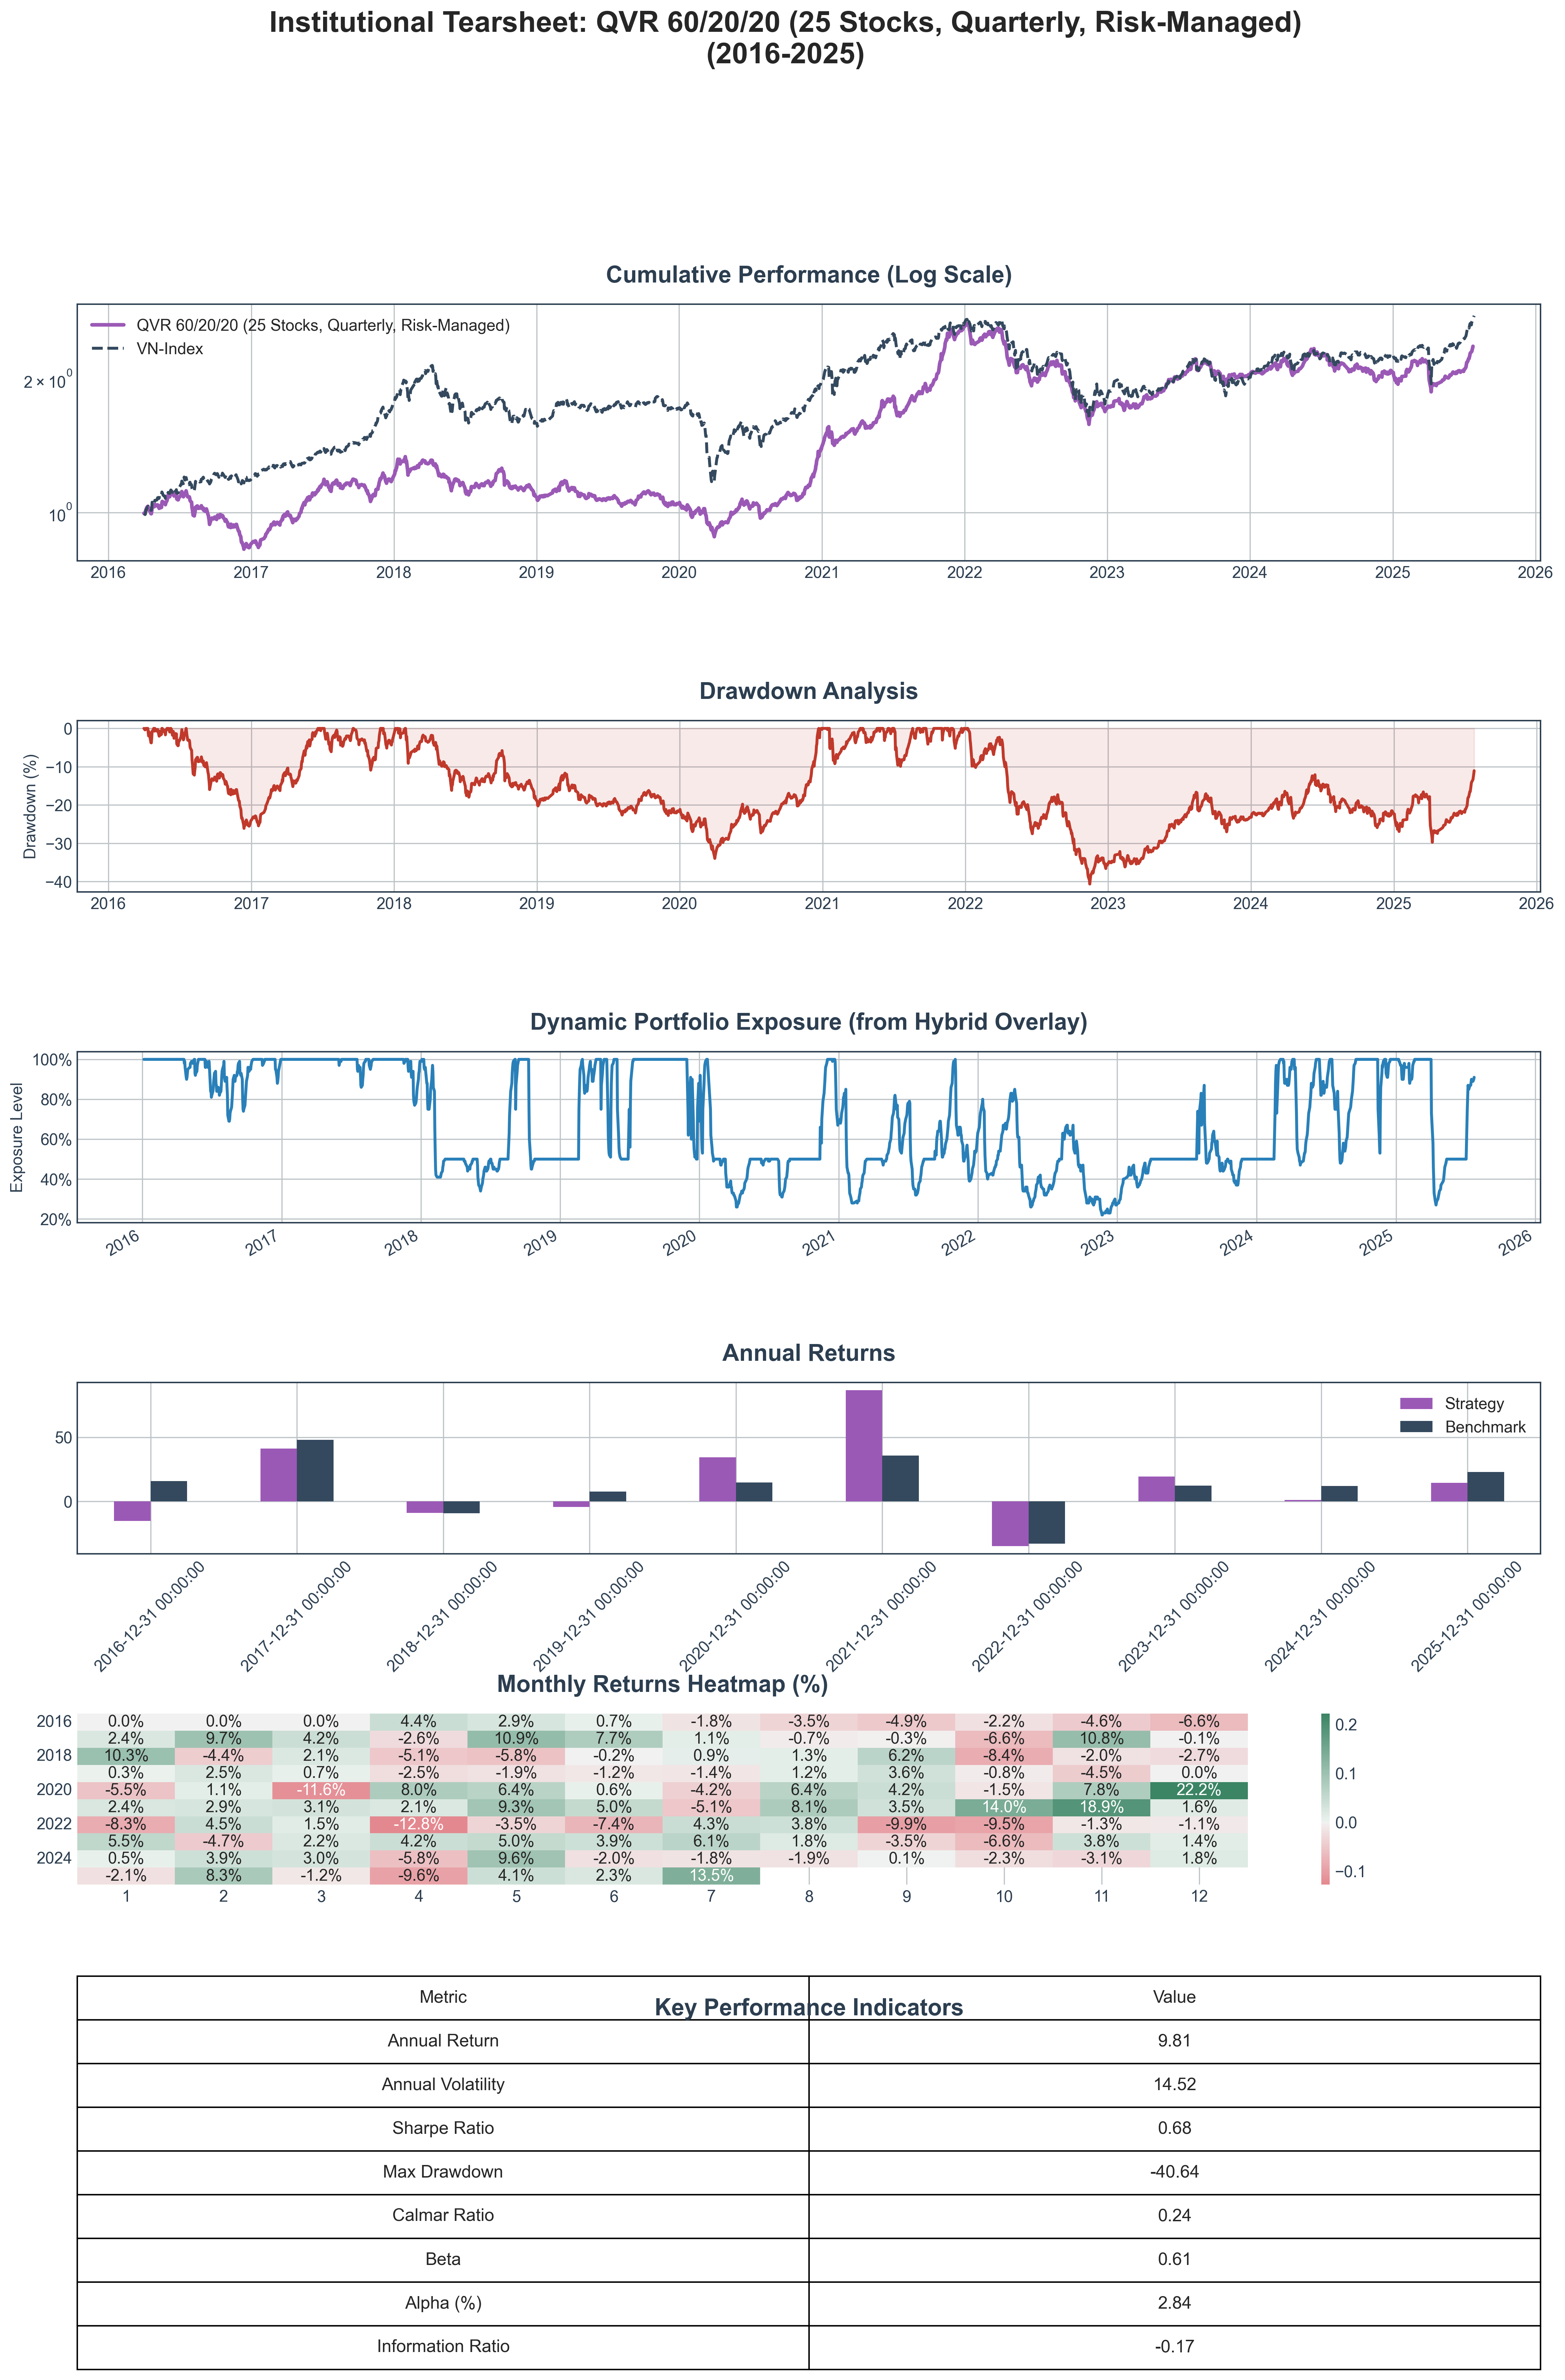 Institutional Tearsheet: QVR 60/20/20 (25 Stocks, Quarterly, Risk-Managed)
(2016-2025)
Cumulative Performance (Log Scale)
QVR 60/20/20 (25 Stocks, Quarterly, Risk-Managed)
VN-Index
2 × 10⁰
10⁰
2016 2017 2018 2019 2020 2021 2022 2023 2024 2025 2026
Drawdown Analysis
Drawdown (%)
0
−10
−20
−30
−40
2016 2017 2018 2019 2020 2021 2022 2023 2024 2025 2026
Dynamic Portfolio Exposure (from Hybrid Overlay)
Exposure Level
100%
80%
60%
40%
20%
2016 2017 2018 2019 2020 2021 2022 2023 2024 2025 2026
Annual Returns
Strategy
Benchmark
50
0
2016-12-31 00:00:00 2017-12-31 00:00:00 2018-12-31 00:00:00 2019-12-31 00:00:00 2020-12-31 00:00:00 2021-12-31 00:00:00 2022-12-31 00:00:00 2023-12-31 00:00:00 2024-12-31 00:00:00 2025-12-31 00:00:00
Monthly Returns Heatmap (%)
2016 0.0% 0.0% 0.0% 4.4% 2.9% 0.7% -1.8% -3.5% -4.9% -2.2% -4.6% -6.6%
2.4% 9.7% 4.2% -2.6% 10.9% 7.7% 1.1% -0.7% -0.3% -6.6% 10.8% -0.1%
2018 10.3% -4.4% 2.1% -5.1% -5.8% -0.2% 0.9% 1.3% 6.2% -8.4% -2.0% -2.7%
0.3% 2.5% 0.7% -2.5% -1.9% -1.2% -1.4% 1.2% 3.6% -0.8% -4.5% 0.0%
2020 -5.5% 1.1% -11.6% 8.0% 6.4% 0.6% -4.2% 6.4% 4.2% -1.5% 7.8% 22.2%
2.4% 2.9% 3.1% 2.1% 9.3% 5.0% -5.1% 8.1% 3.5% 14.0% 18.9% 1.6%
2022 -8.3% 4.5% 1.5% -12.8% -3.5% -7.4% 4.3% 3.8% -9.9% -9.5% -1.3% -1.1%
5.5% -4.7% 2.2% 4.2% 5.0% 3.9% 6.1% 1.8% -3.5% -6.6% 3.8% 1.4%
2024 0.5% 3.9% 3.0% -5.8% 9.6% -2.0% -1.8% -1.9% 0.1% -2.3% -3.1% 1.8%
-2.1% 8.3% -1.2% -9.6% 4.1% 2.3% 13.5%
1 2 3 4 5 6 7 8 9 10 11 12
0.2
0.1
0.0
−0.1
Key Performance Indicators
Metric Value
Annual Return 9.81
Annual Volatility 14.52
Sharpe Ratio 0.68
Max Drawdown -40.64
Calmar Ratio 0.24
Beta 0.61
Alpha (%) 2.84
Information Ratio -0.17